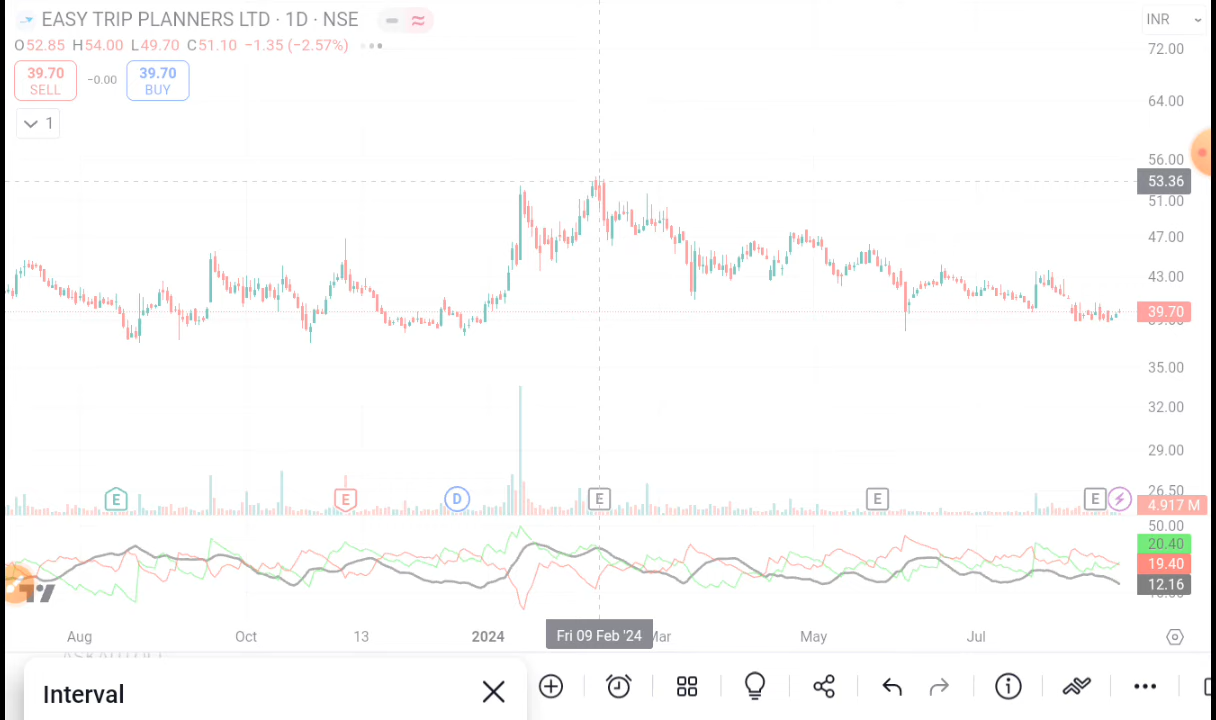 EASY TRIP PLANNERS LTD · 1D · NSE
INR
O52.85 H54.00 L49.70 C51.10 −1.35 (−2.57%)
39.70
SELL
−0.00
39.70
BUY
1
72.00
64.00
56.00
53.36
51.00
47.00
43.00
39.70
35.00
32.00
29.00
26.50
4.917 M
E
E
D
E
E
E
50.00
20.40
19.40
12.16
Aug
Oct
13
2024
Fri 09 Feb '24
Mar
May
Jul
Interval